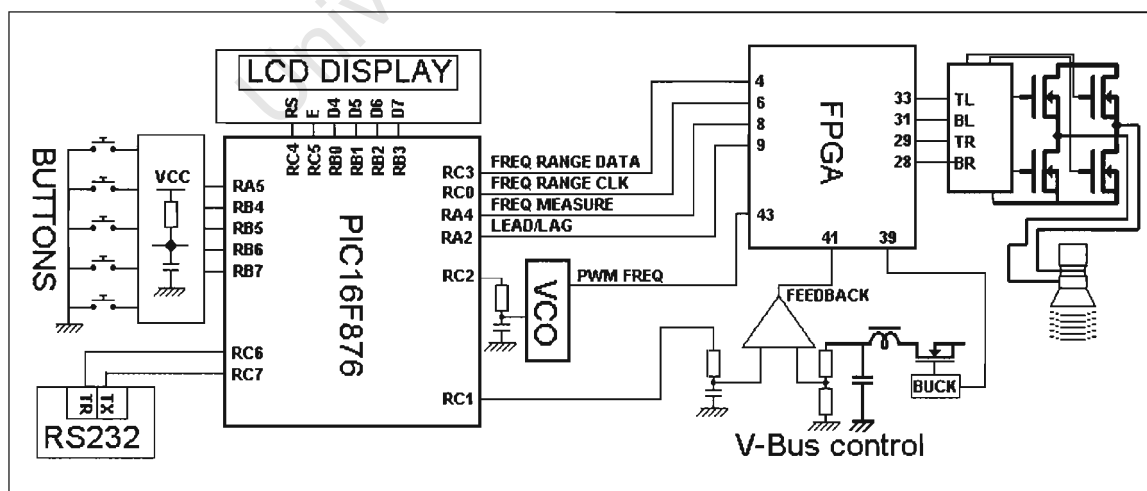 Univ
LCD DISPLAY
RS E D4 D5 D6 D7
RC4 RC5 RB0 RB1 RB2 RB3
BUTTONS
VCC
RA5
RB4
RB5
RB6
RB7
RC6
RC7
TR TX
RS232
PIC16F876
RC3
RC0
RA4
RA2
RC2
RC1
FREQ RANGE DATA
FREQ RANGE CLK
FREQ MEASURE
LEAD/LAG
VCO
PWM FREQ
FPGA
4
6
8
9
43
41
39
33
31
29
28
TL
BL
TR
BR
FEEDBACK
BUCK
V-Bus control